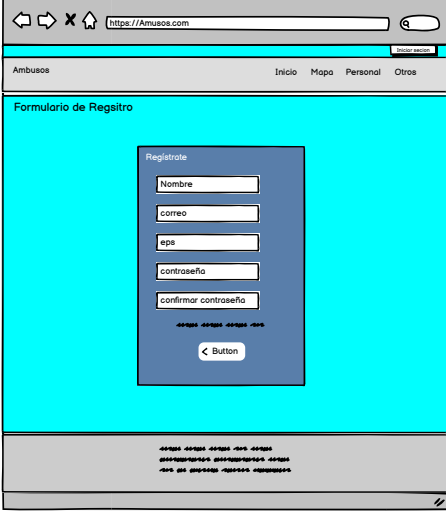 https://Amusos.com
Iniciar secion
Ambusos
Inicio Mapa Personal Otros
Formulario de Regsitro
Regístrate
Nombre
correo
eps
contraseña
confirmar contraseña
Button